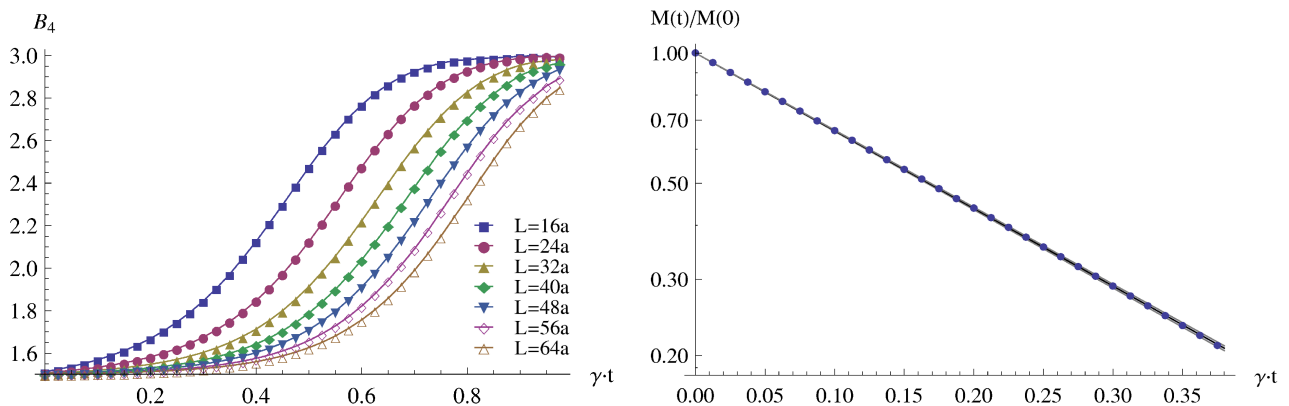 B₄
3.0
2.8
2.6
2.4
2.2
2.0
1.8
1.6
0.2 0.4 0.6 0.8
γ·t
L=16a
L=24a
L=32a
L=40a
L=48a
L=56a
L=64a
M(t)/M(0)
1.00
0.70
0.50
0.30
0.20
0.00 0.05 0.10 0.15 0.20 0.25 0.30 0.35
γ·t